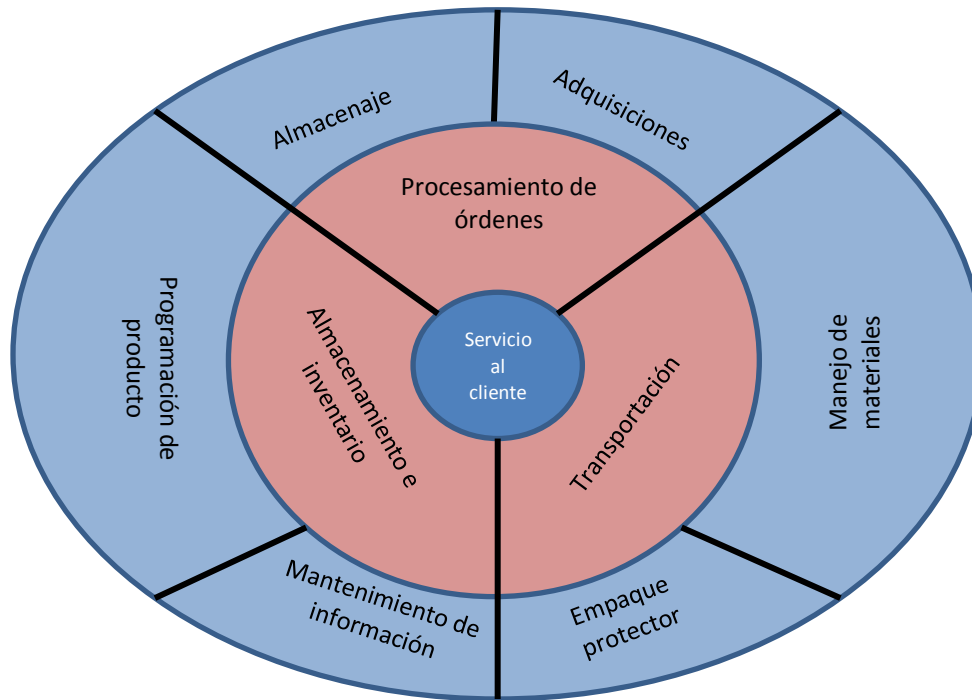 Almacenaje
Adquisiciones
Procesamiento de
órdenes
Programación de
producto
Almacenamiento e
inventario
Servicio
al
cliente
Transportación
Manejo de
materiales
Mantenimiento de
información
Empaque
protector